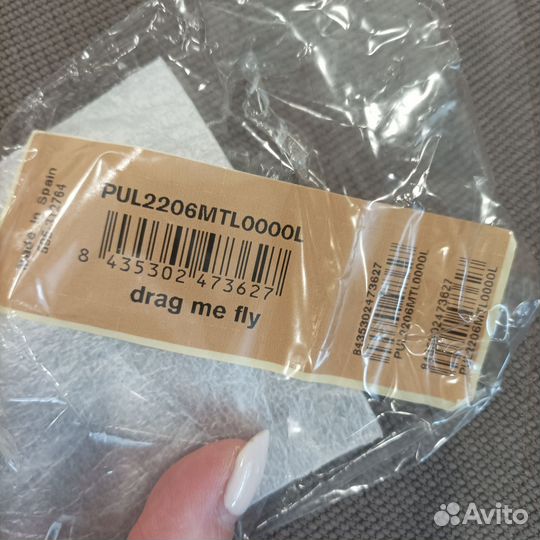 Made in Spain
PUL2206MTL0000L
8 435302 473627
drag me fly
8435302473627
PUL2206MTL0000L
8435302473627
PUL2206MTL0000L
Avito